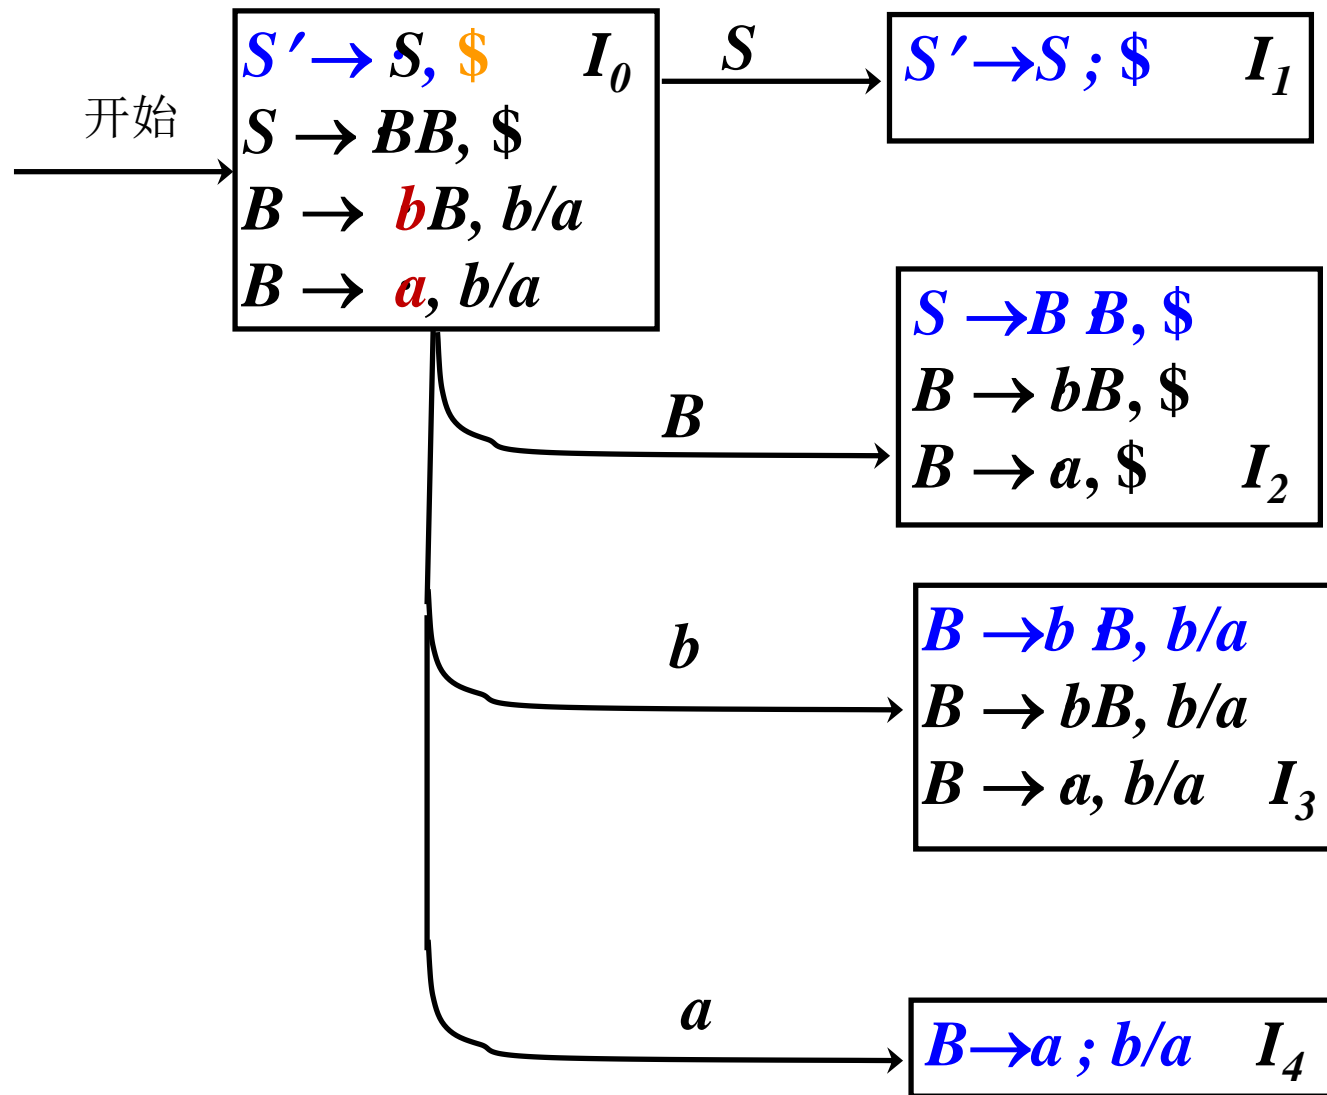 开始
S′→·S, $ I₀
S → ·BB, $
B → ·bB, b/a
B → ·a, b/a
S
S′→S·, $ I₁
B
S →B·B, $
B → ·bB, $
B → ·a, $ I₂
b
B →b·B, b/a
B → ·bB, b/a
B → ·a, b/a I₃
a
B→a·, b/a I₄